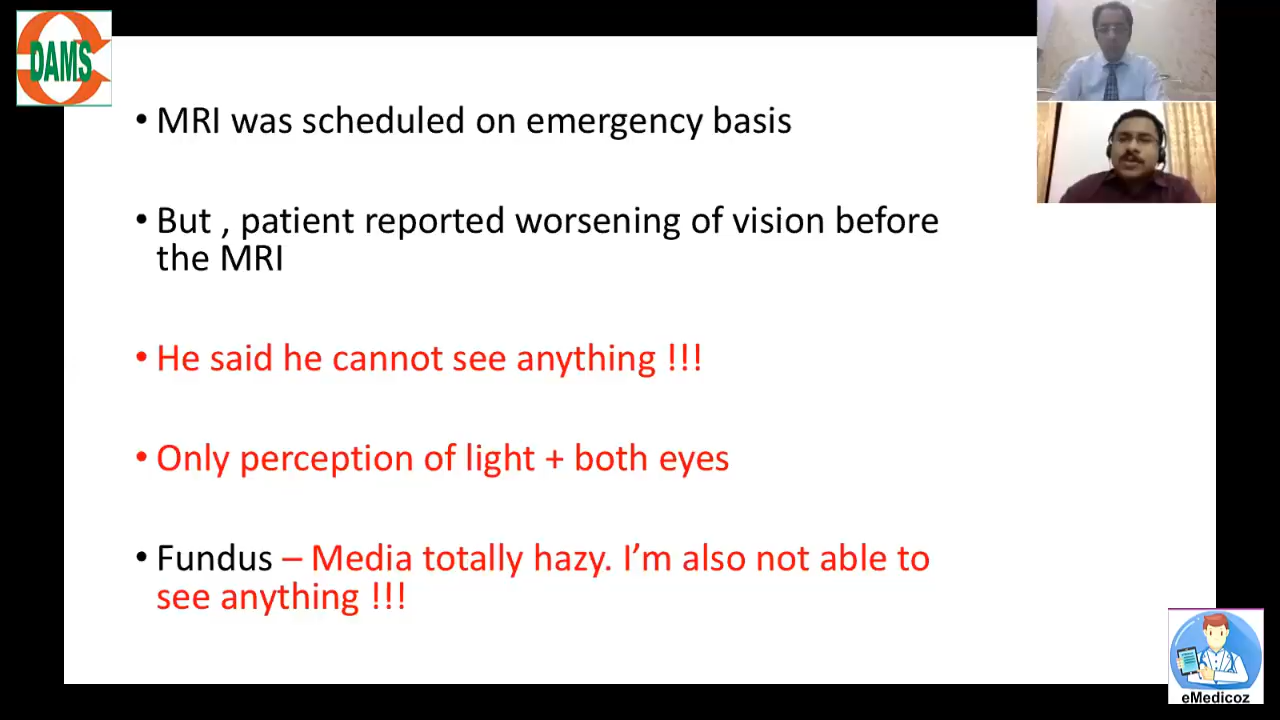 DAMS
• MRI was scheduled on emergency basis
• But , patient reported worsening of vision before
the MRI
• He said he cannot see anything !!!
• Only perception of light + both eyes
• Fundus – Media totally hazy. I’m also not able to
see anything !!!
eMedicoz